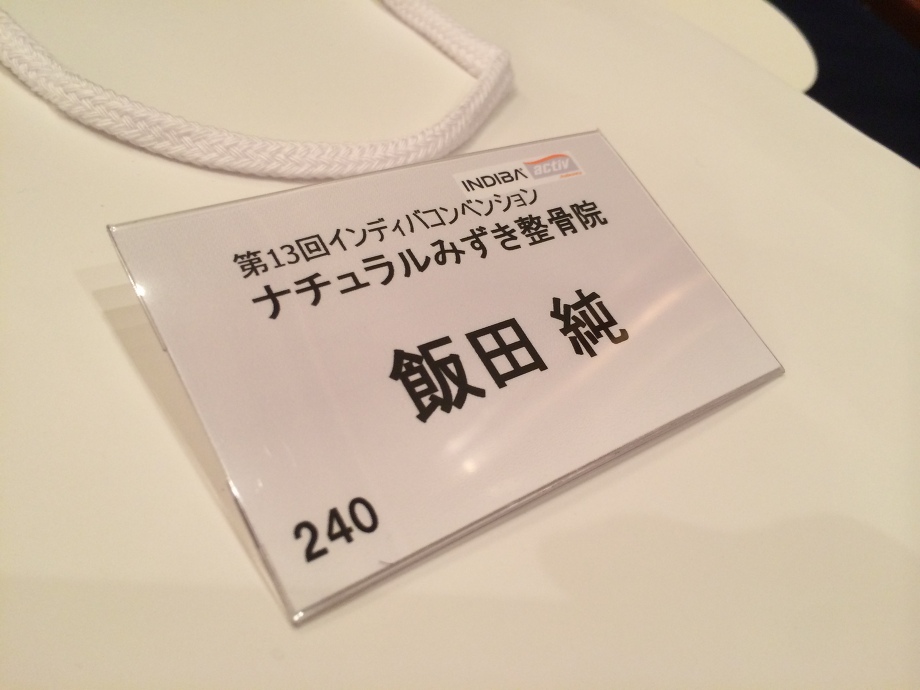 INDIBA activ
第13回インディバコンベンション
ナチュラルみずき整骨院
飯田 純
240